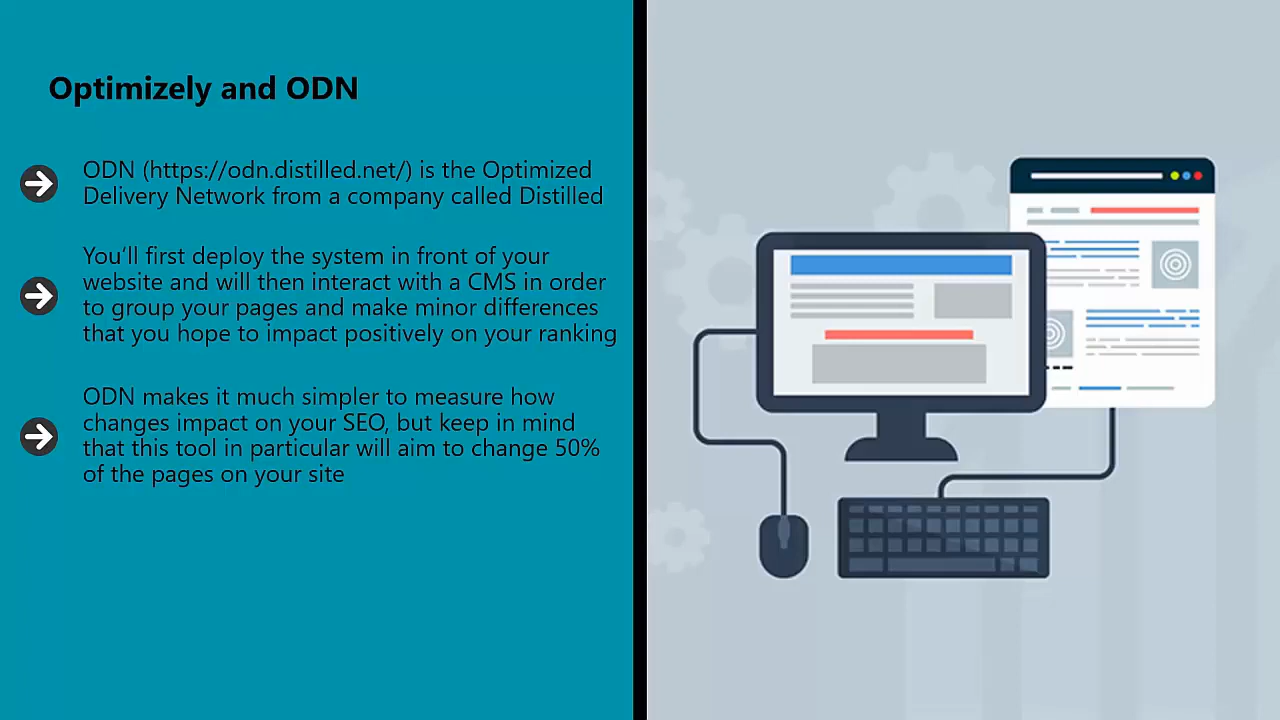 Optimizely and ODN
ODN (https://odn.distilled.net/) is the Optimized
Delivery Network from a company called Distilled
You’ll first deploy the system in front of your
website and will then interact with a CMS in order
to group your pages and make minor differences
that you hope to impact positively on your ranking
ODN makes it much simpler to measure how
changes impact on your SEO, but keep in mind
that this tool in particular will aim to change 50%
of the pages on your site